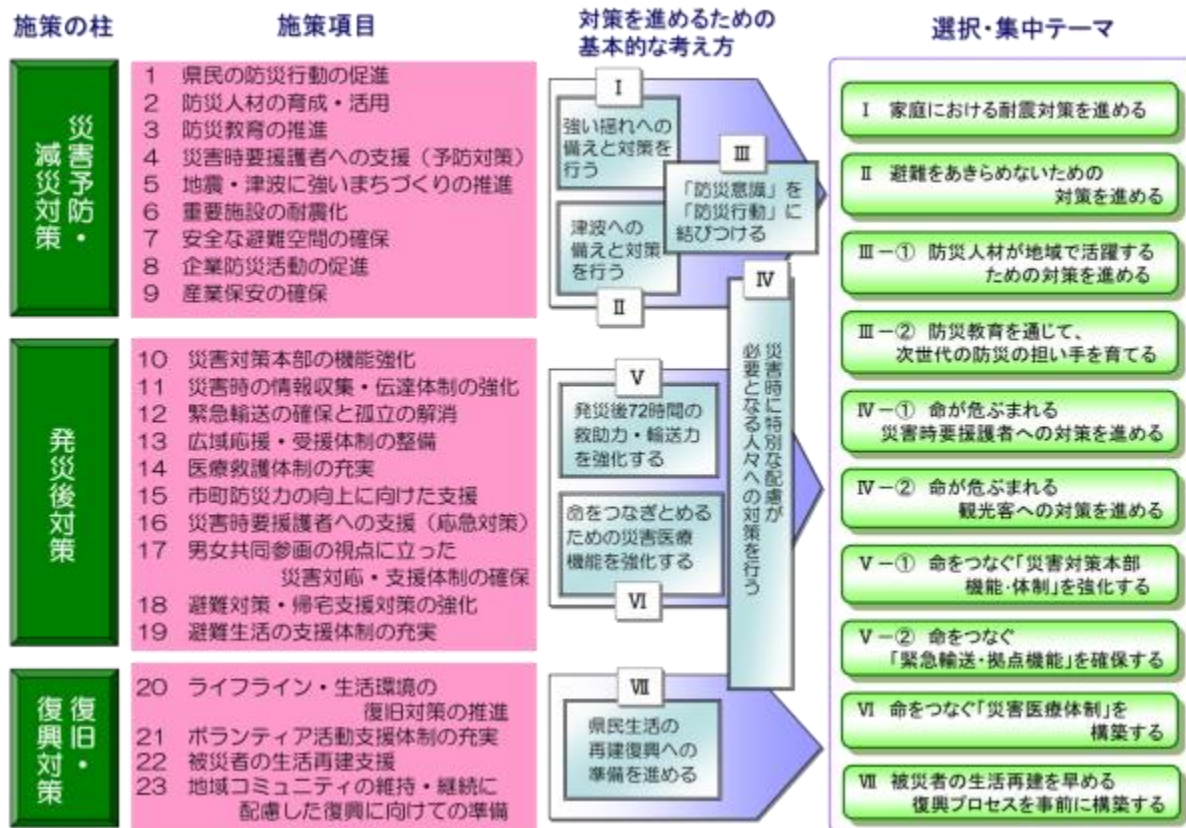 施策の柱
施策項目
対策を進めるための
基本的な考え方
選択・集中テーマ
災害予防・
減災対策
1 県民の防災行動の促進
2 防災人材の育成・活用
3 防災教育の推進
4 災害時要援護者への支援（予防対策）
5 地震・津波に強いまちづくりの推進
6 重要施設の耐震化
7 安全な避難空間の確保
8 企業防災活動の促進
9 産業保安の確保
発災後対策
10 災害対策本部の機能強化
11 災害時の情報収集・伝達体制の強化
12 緊急輸送の確保と孤立の解消
13 広域応援・受援体制の整備
14 医療救護体制の充実
15 市町防災力の向上に向けた支援
16 災害時要援護者への支援（応急対策）
17 男女共同参画の視点に立った
災害対応・支援体制の確保
18 避難対策・帰宅支援対策の強化
19 避難生活の支援体制の充実
復旧・
復興対策
20 ライフライン・生活環境の
復旧対策の推進
21 ボランティア活動支援体制の充実
22 被災者の生活再建支援
23 地域コミュニティの維持・継続に
配慮した復興に向けての準備
Ⅰ
強い揺れへの
備えと対策を
行う
津波への
備えと対策
を行う
Ⅱ
Ⅲ
「防災意識」を
「防災行動」に
結びつける
Ⅳ
災害時に特別な配慮が
必要となる人々への対策を行う
Ⅴ
発災後72時間の
救助力・輸送力
を強化する
命をつなぎとめる
ための災害医療
機能を強化する
Ⅵ
Ⅶ
県民生活の
再建復興への
準備を進める
Ⅰ 家庭における耐震対策を進める
Ⅱ 避難をあきらめないための
対策を進める
Ⅲ－① 防災人材が地域で活躍する
ための対策を進める
Ⅲ－② 防災教育を通じて、
次世代の防災の担い手を育てる
Ⅳ－① 命が危ぶまれる
災害時要援護者への対策を進める
Ⅳ－② 命が危ぶまれる
観光客への対策を進める
Ⅴ－① 命をつなぐ「災害対策本部
機能・体制」を強化する
Ⅴ－② 命をつなぐ
「緊急輸送・拠点機能」を確保する
Ⅵ 命をつなぐ「災害医療体制」を
構築する
Ⅶ 被災者の生活再建を早める
復興プロセスを事前に構築する